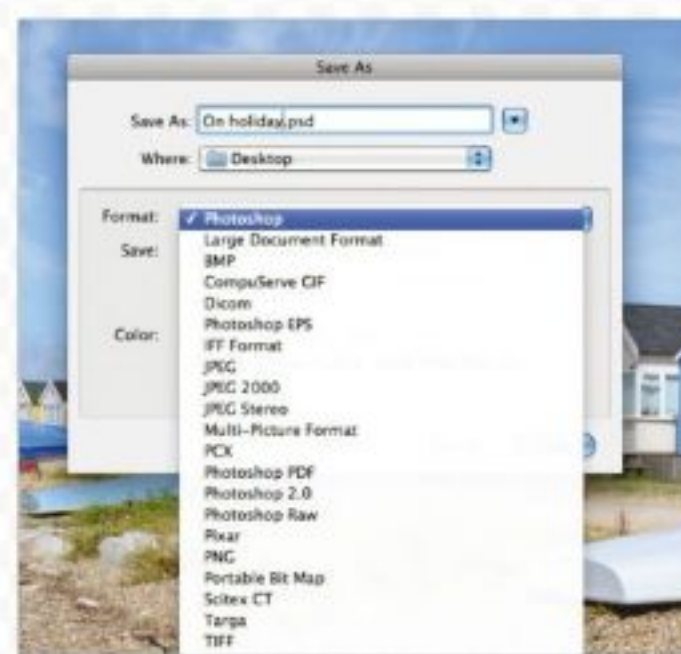 Save As
Save As: On holiday.psd
Where: Desktop
Format: Photoshop
Save:
Large Document Format
BMP
CompuServe GIF
Dicom
Photoshop EPS
Color:
IFF Format
JPEG
JPEG 2000
JPEG Stereo
Multi-Picture Format
PCX
Photoshop PDF
Photoshop 2.0
Photoshop Raw
Pixar
PNG
Portable Bit Map
Scitex CT
Targa
TIFF